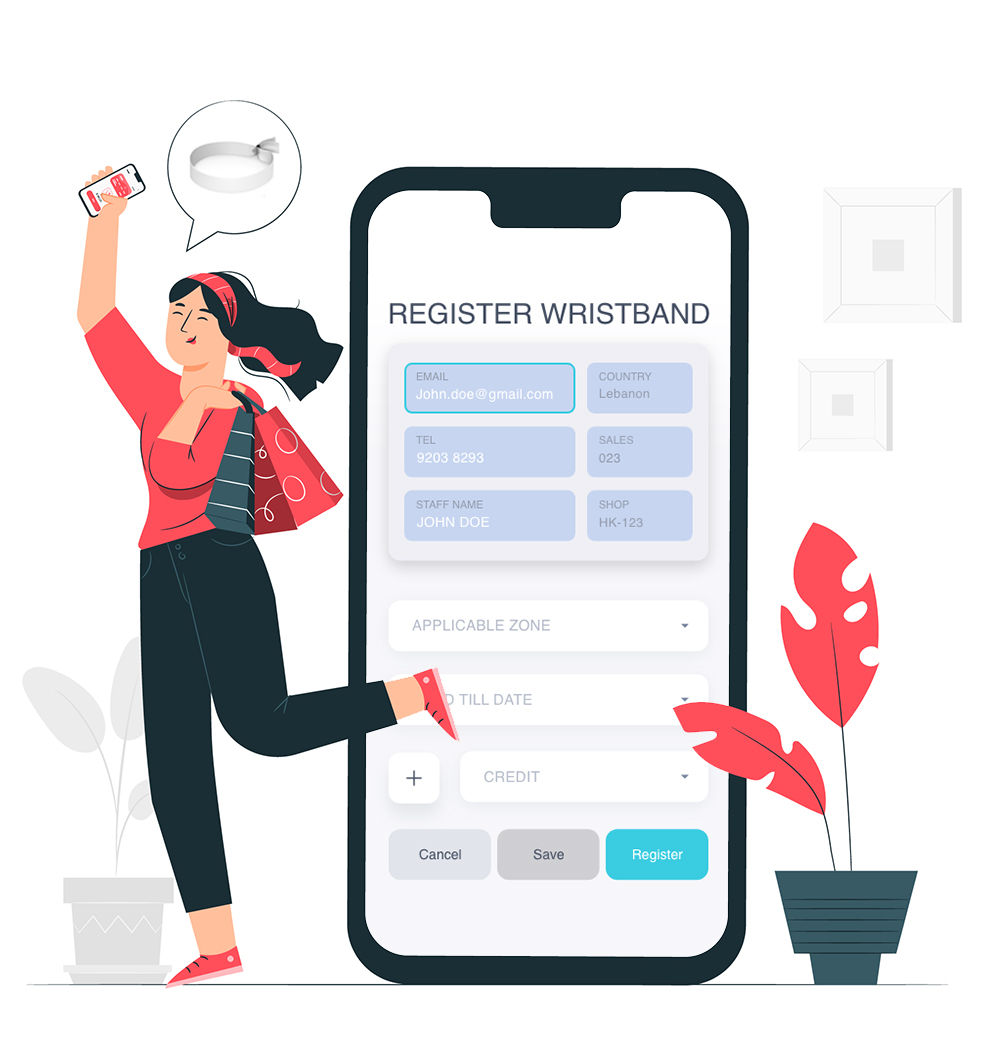 REGISTER WRISTBAND
EMAIL
John.doe@gmail.com
COUNTRY
Lebanon
TEL
9203 8293
SALES
023
STAFF NAME
JOHN DOE
SHOP
HK-123
APPLICABLE ZONE
TILL DATE
CREDIT
Cancel
Save
Register